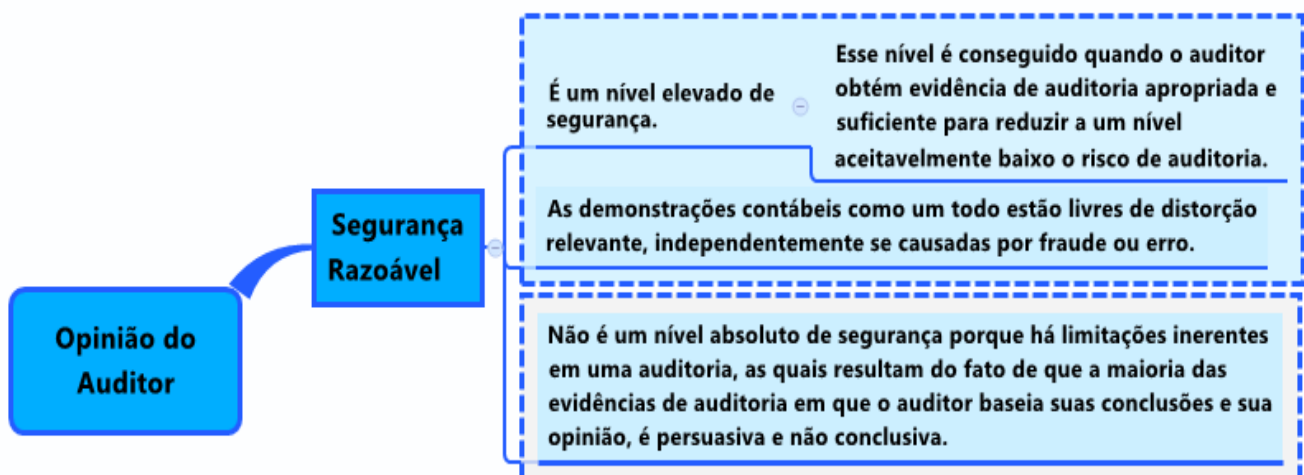 Opinião do
Auditor
Segurança
Razoável
É um nível elevado de
segurança.
Esse nível é conseguido quando o auditor
obtém evidência de auditoria apropriada e
suficiente para reduzir a um nível
aceitavelmente baixo o risco de auditoria.
As demonstrações contábeis como um todo estão livres de distorção
relevante, independentemente se causadas por fraude ou erro.
Não é um nível absoluto de segurança porque há limitações inerentes
em uma auditoria, as quais resultam do fato de que a maioria das
evidências de auditoria em que o auditor baseia suas conclusões e sua
opinião, é persuasiva e não conclusiva.